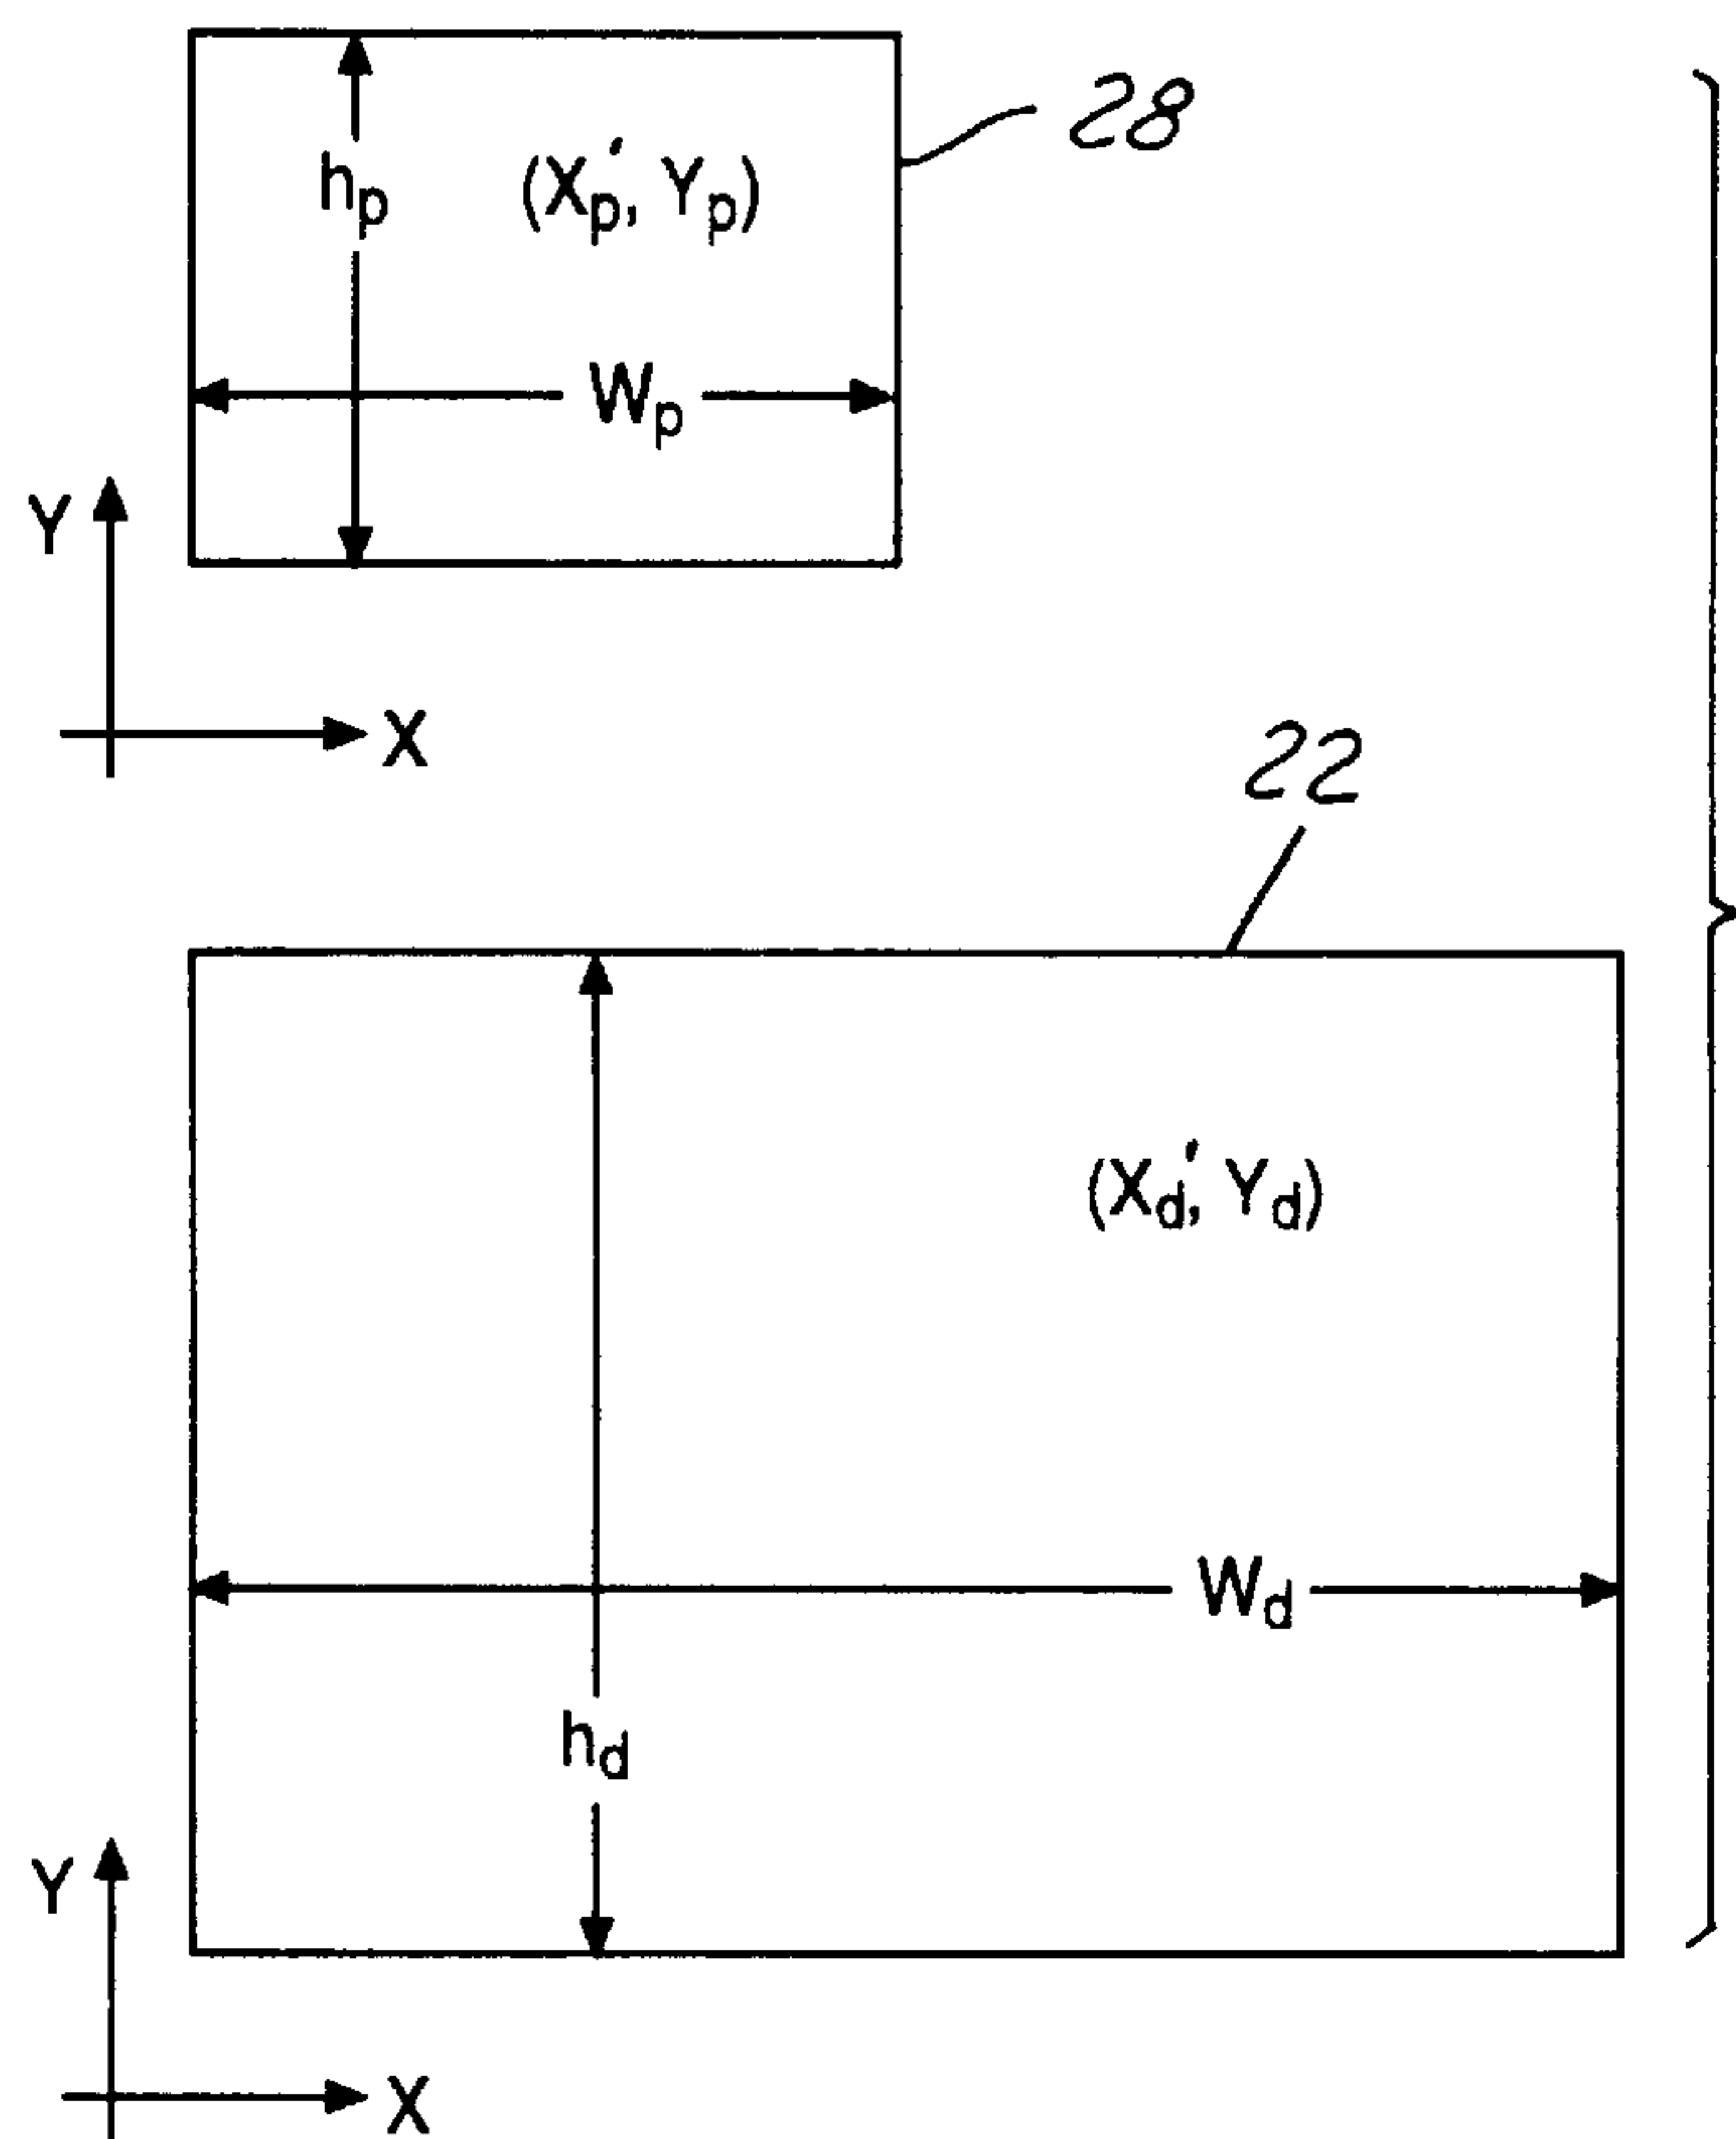 28
hp
(Xp,' Yp)
Wp
Y
X
22
(Xd,' Yd)
Wd
hd
Y
X